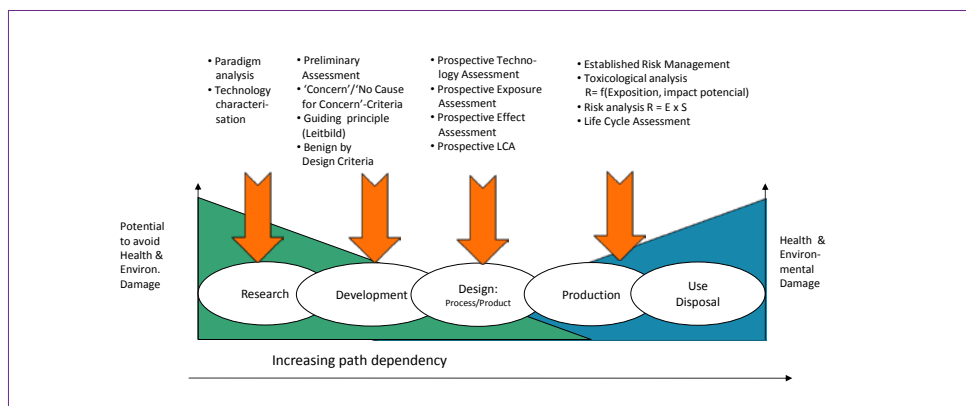 • Paradigm
analysis
• Technology
characteri-
sation
• Preliminary
Assessment
• ‘Concern’/‘No Cause
for Concern’-Criteria
• Guiding principle
(Leitbild)
• Benign by
Design Criteria
• Prospective Techno-
logy Assessment
• Prospective Exposure
Assessment
• Prospective Effect
Assessment
• Prospective LCA
• Established Risk Management
• Toxicological analysis
R= f(Exposition, impact potencial)
• Risk analysis R = E x S
• Life Cycle Assessment
Potential
to avoid
Health &
Environ.
Damage
Research
Development
Design:
Process/Product
Production
Use
Disposal
Health &
Environ-
mental
Damage
Increasing path dependency